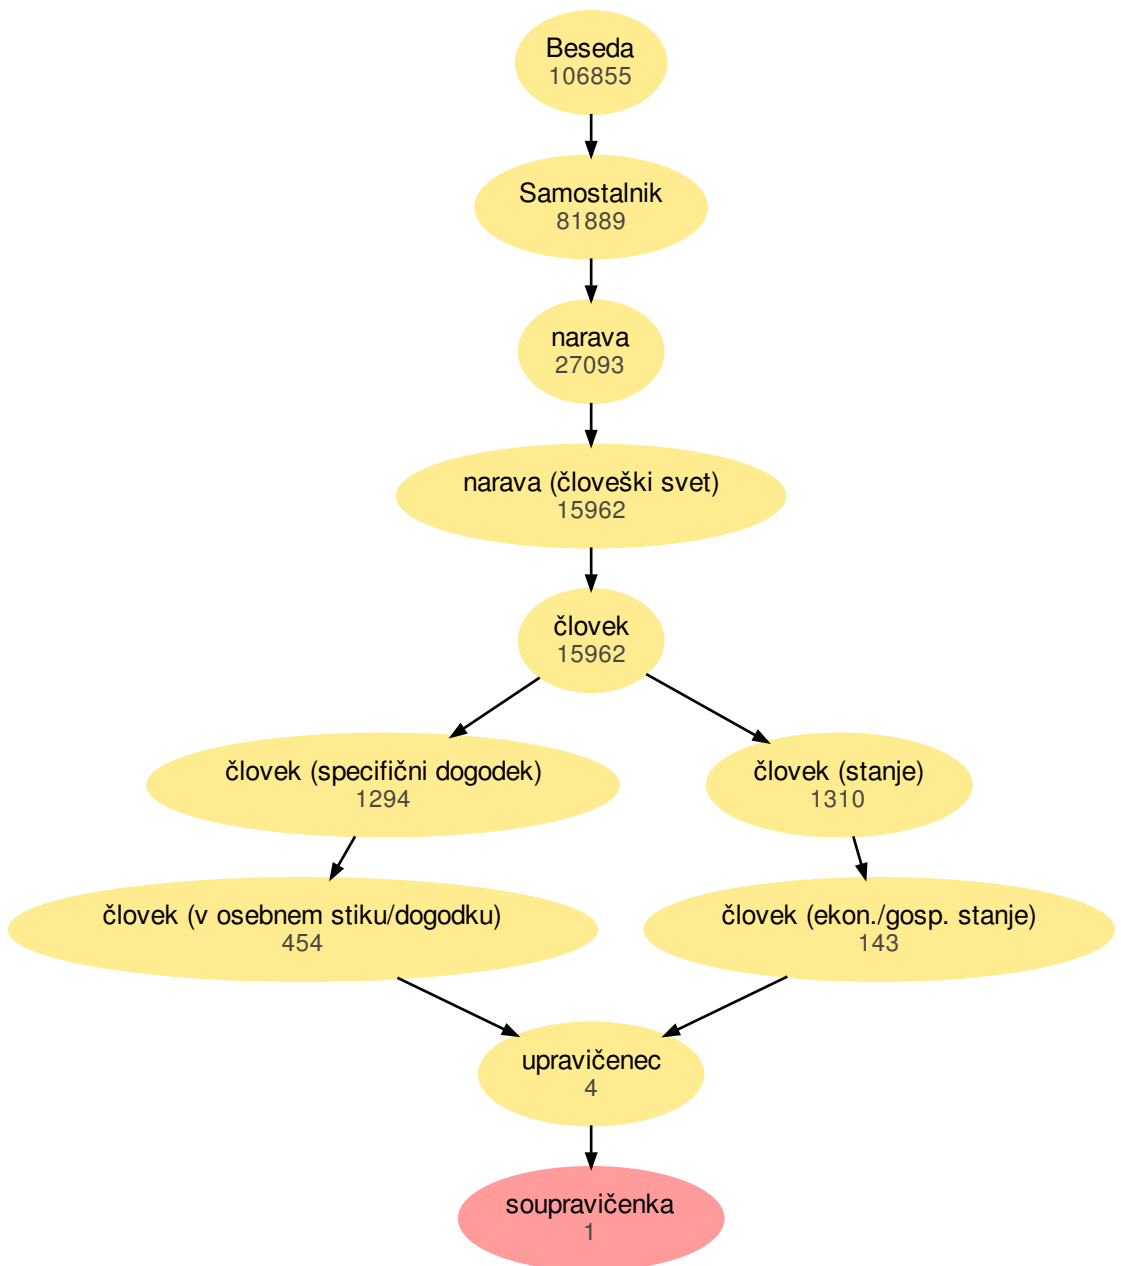 Beseda
106855
Samostalnik
81889
narava
27093
narava (človeški svet)
15962
človek
15962
človek (specifični dogodek)
1294
človek (stanje)
1310
človek (v osebnem stiku/dogodku)
454
človek (ekon./gosp. stanje)
143
upravičenec
4
soupravičenka
1